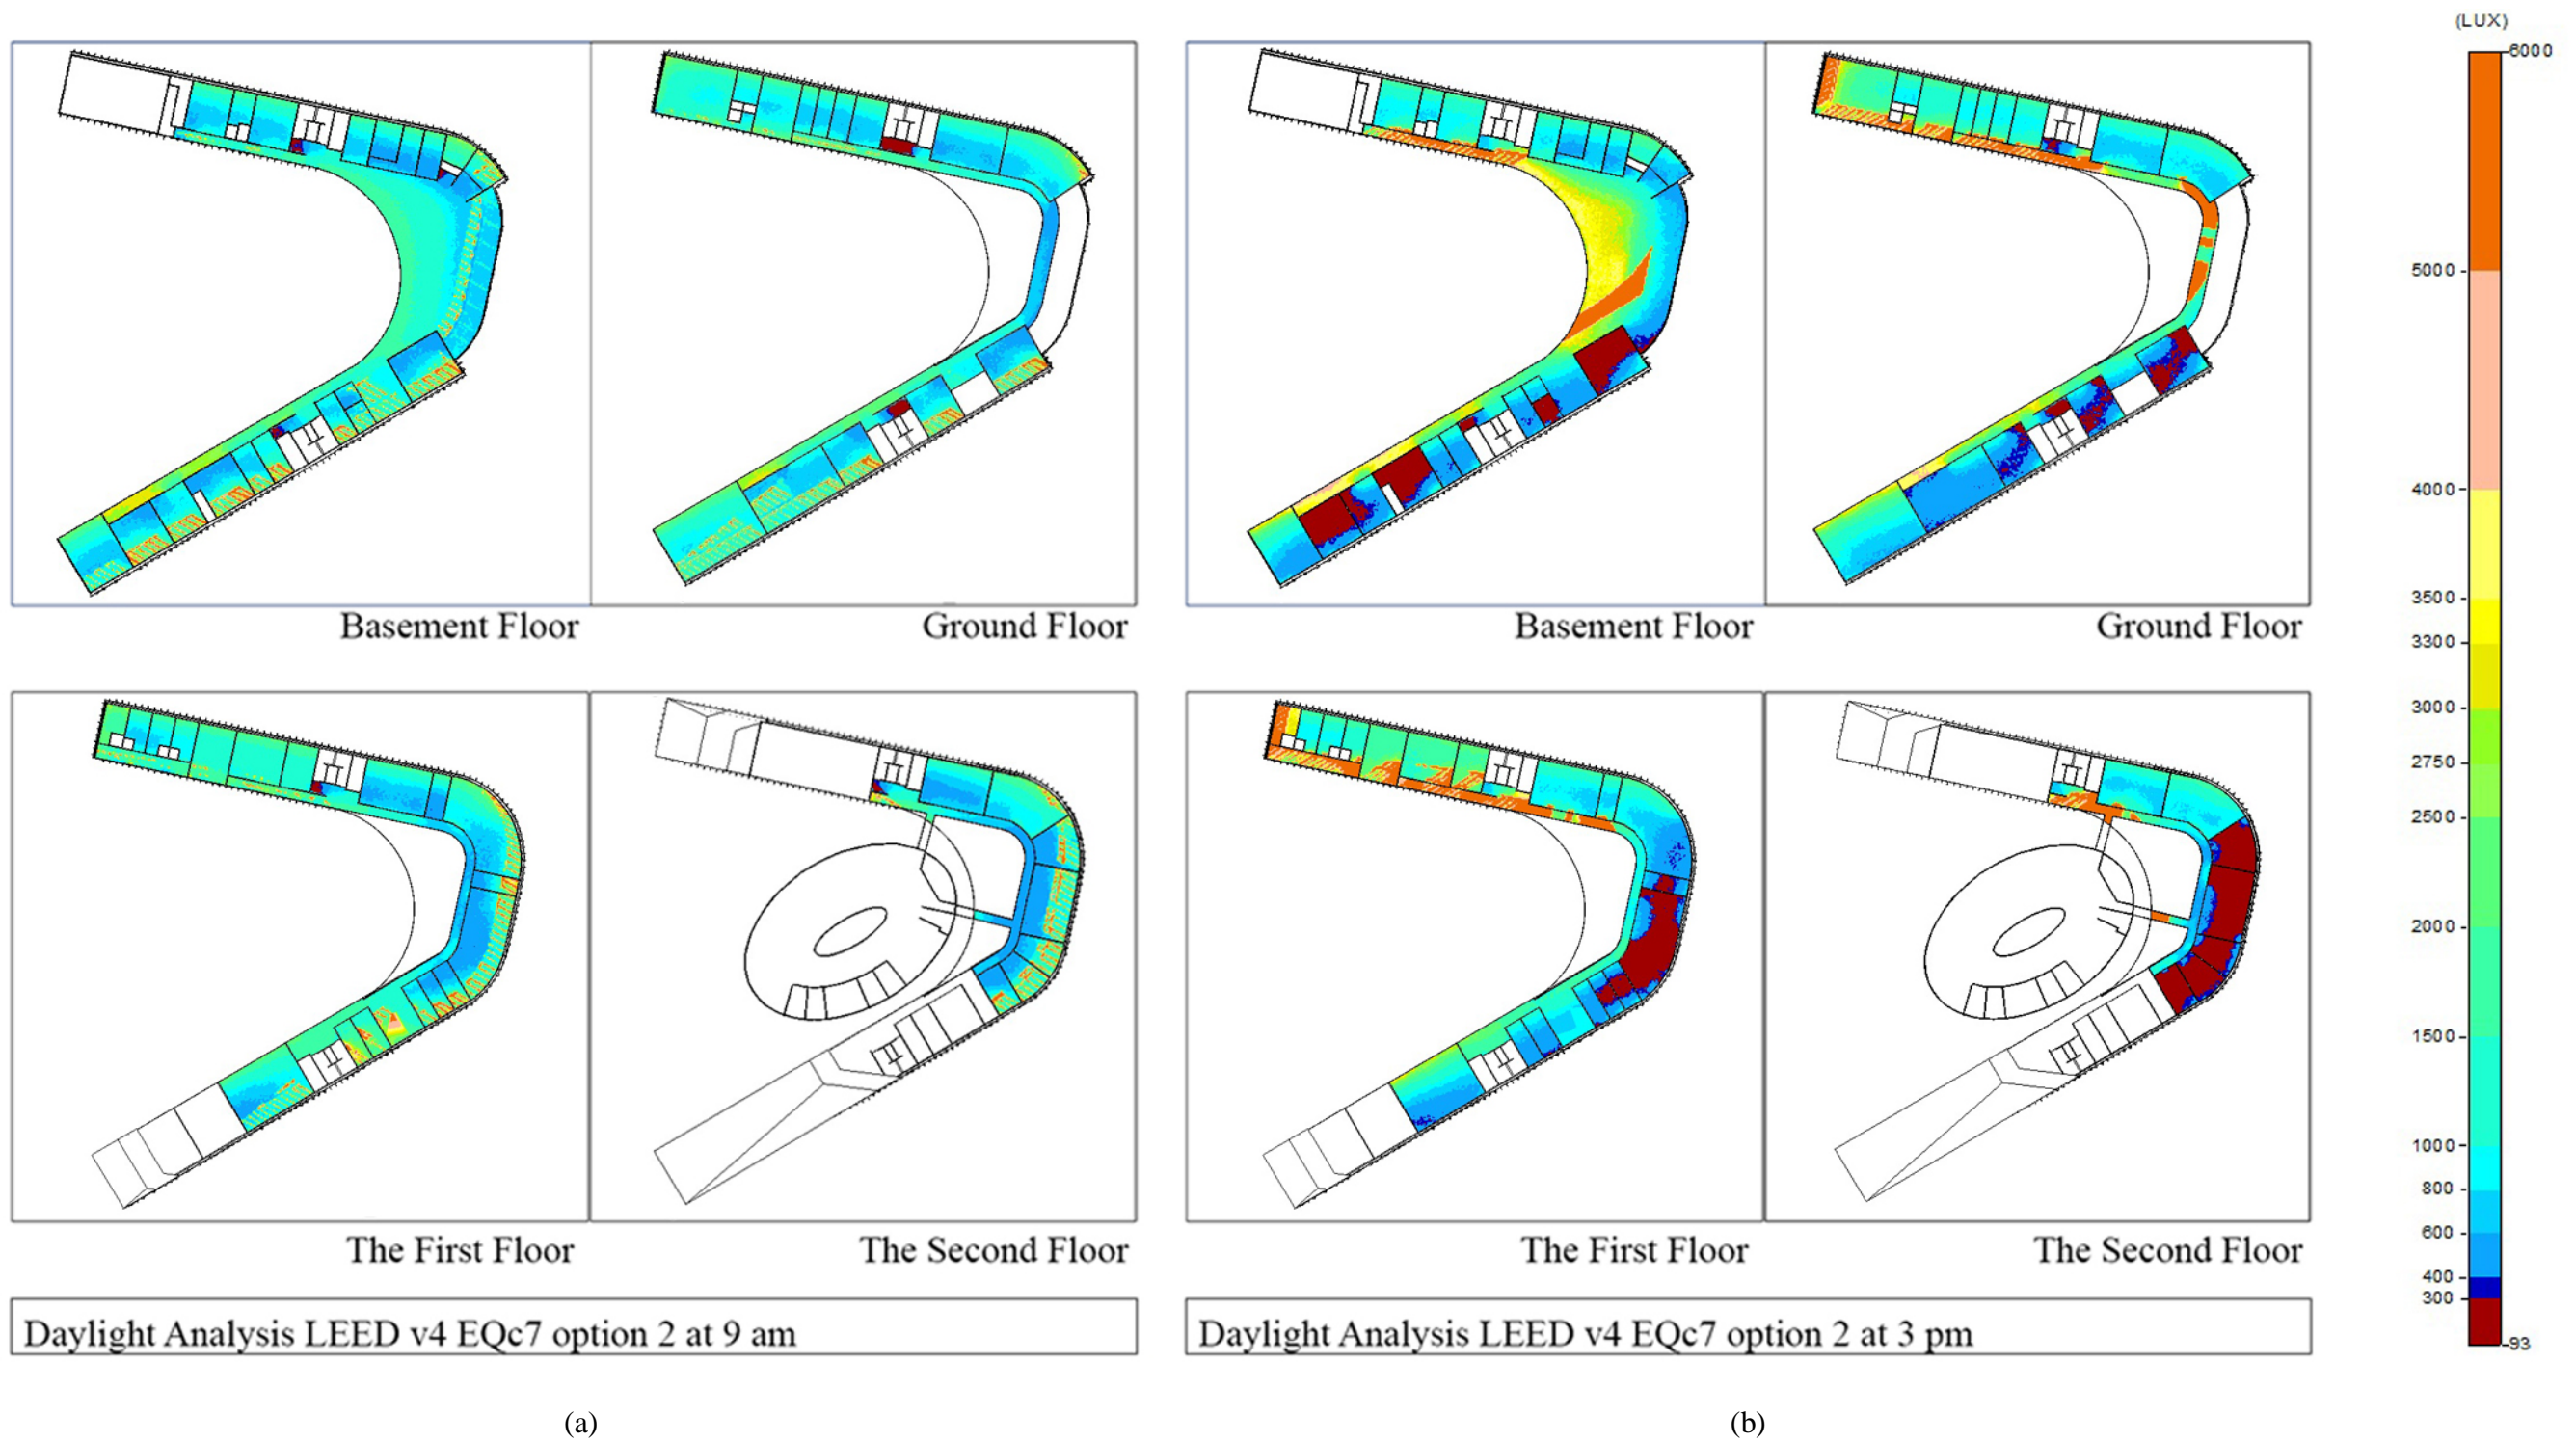 (LUX)
6000
5000
4000
3500
3300
3000
2750
2500
2000
1500
1000
800
600
400
300
93
Basement Floor
Ground Floor
Basement Floor
Ground Floor
The First Floor
The Second Floor
The First Floor
The Second Floor
Daylight Analysis LEED v4 EQc7 option 2 at 9 am
Daylight Analysis LEED v4 EQc7 option 2 at 3 pm
(a)
(b)